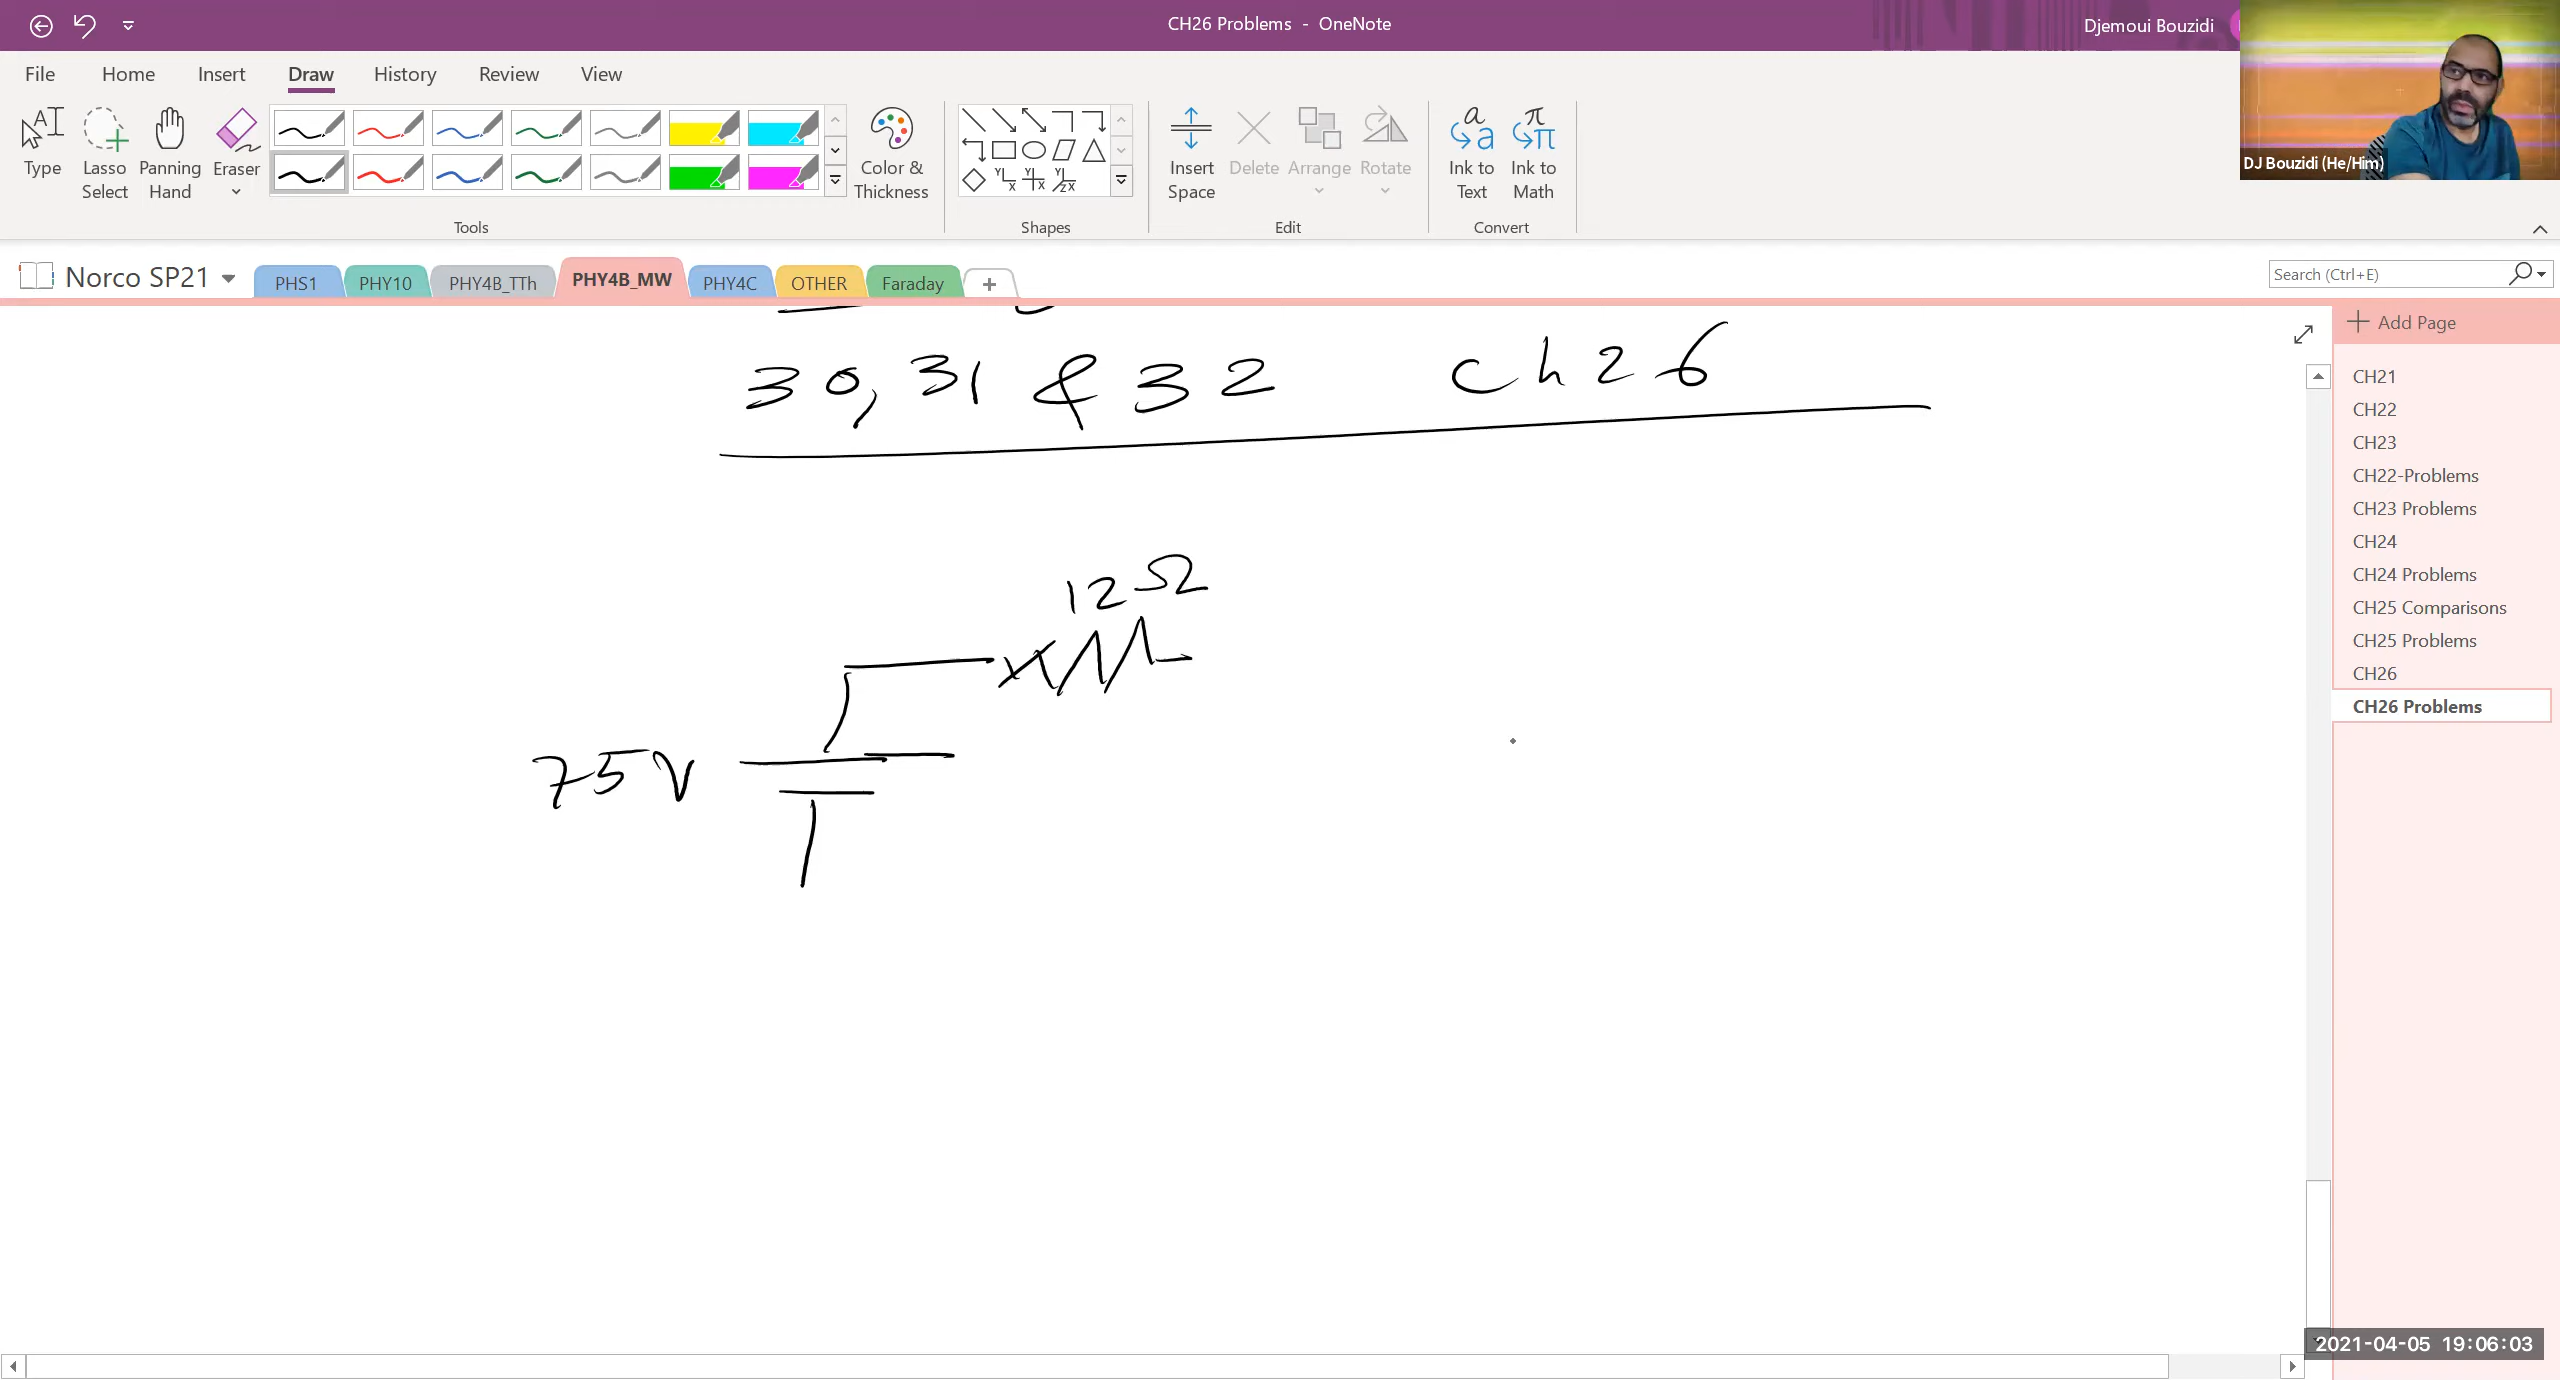 CH26 Problems - OneNote
Djemoui Bouzidi
File Home Insert Draw History Review View
Type
Lasso Select
Panning Hand
Eraser
Color & Thickness
Insert Space
Delete
Arrange
Rotate
Ink to Text
Ink to Math
Tools
Shapes
Edit
Convert
DJ Bouzidi (He/Him)
Norco SP21
PHS1 PHY10 PHY4B_TTh PHY4B_MW PHY4C OTHER Faraday
Search (Ctrl+E)
Add Page
CH21
CH22
CH23
CH22-Problems
CH23 Problems
CH24
CH24 Problems
CH25 Comparisons
CH25 Problems
CH26
CH26 Problems
30, 31 & 32 ch 26
12 Ω
75 V
2021-04-05 19:06:03